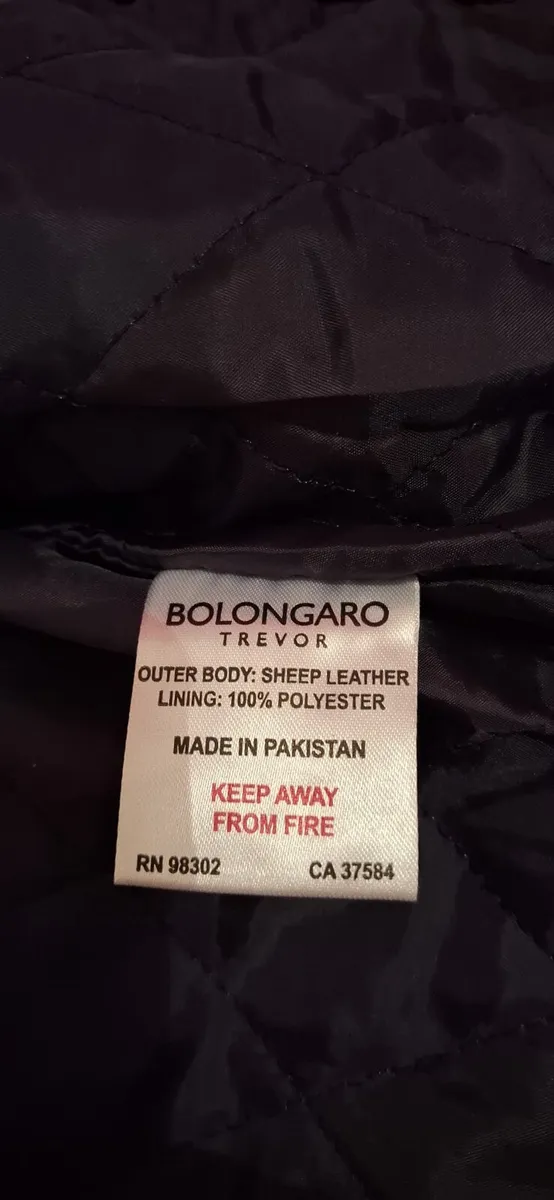 BOLONGARO
TREVOR
OUTER BODY: SHEEP LEATHER
LINING: 100% POLYESTER
MADE IN PAKISTAN
KEEP AWAY
FROM FIRE
RN 98302 CA 37584